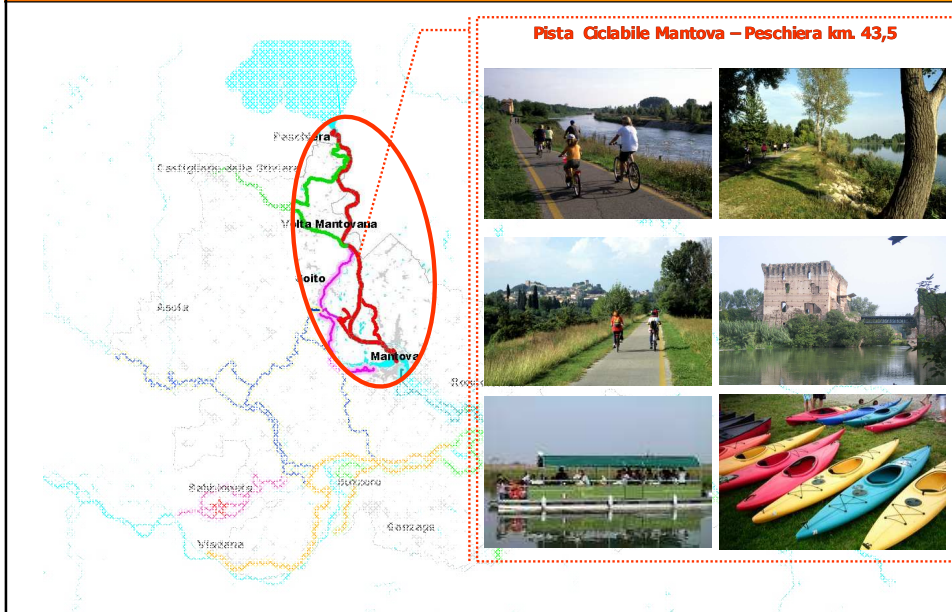 Pista Ciclabile Mantova – Peschiera km. 43,5
Peschiera
Castiglione delle Stiviere
Volta Mantovana
Goito
Asola
Mantova
Sabbioneta
Suzzara
Gonzaga
Viadana